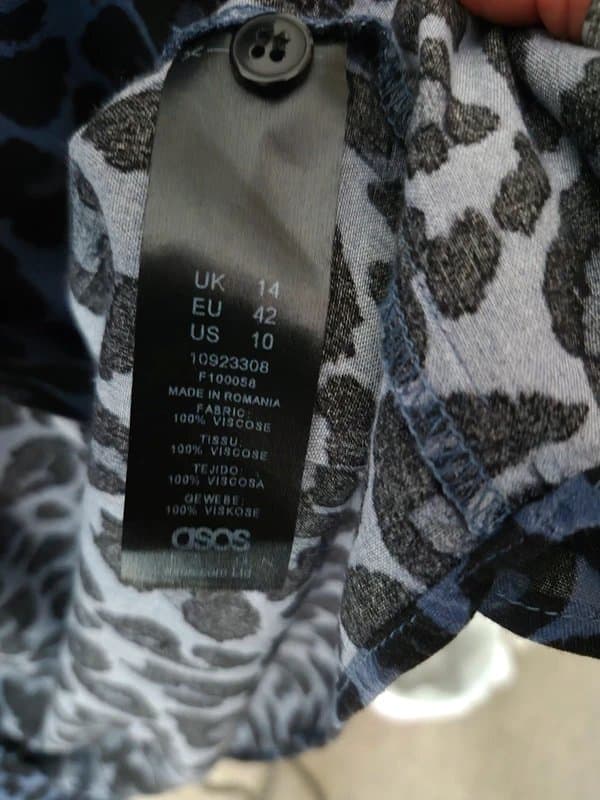 UK 14
EU 42
US 10
10923308
F100058
MADE IN ROMANIA
FABRIC:
100% VISCOSE
TISSU:
100% VISCOSE
TEJIDO:
100% VISCOSA
GEWEBE:
100% VISKOSE
asos